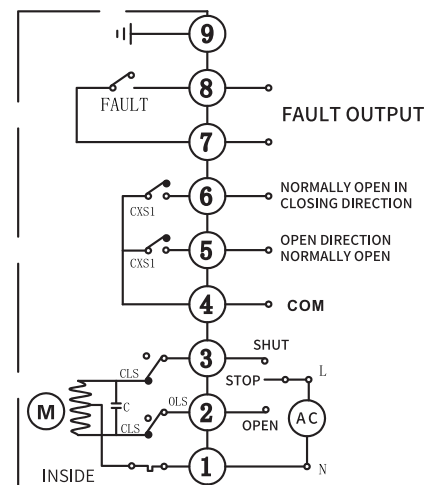 9
8
FAULT
FAULT OUTPUT
7
6
NORMALLY OPEN IN
CLOSING DIRECTION
CXS1
5
OPEN DIRECTION
NORMALLY OPEN
CXS1
4
COM
3
SHUT
CLS
STOP
L
M
C
OLS
2
OPEN
AC
CLS
1
N
INSIDE